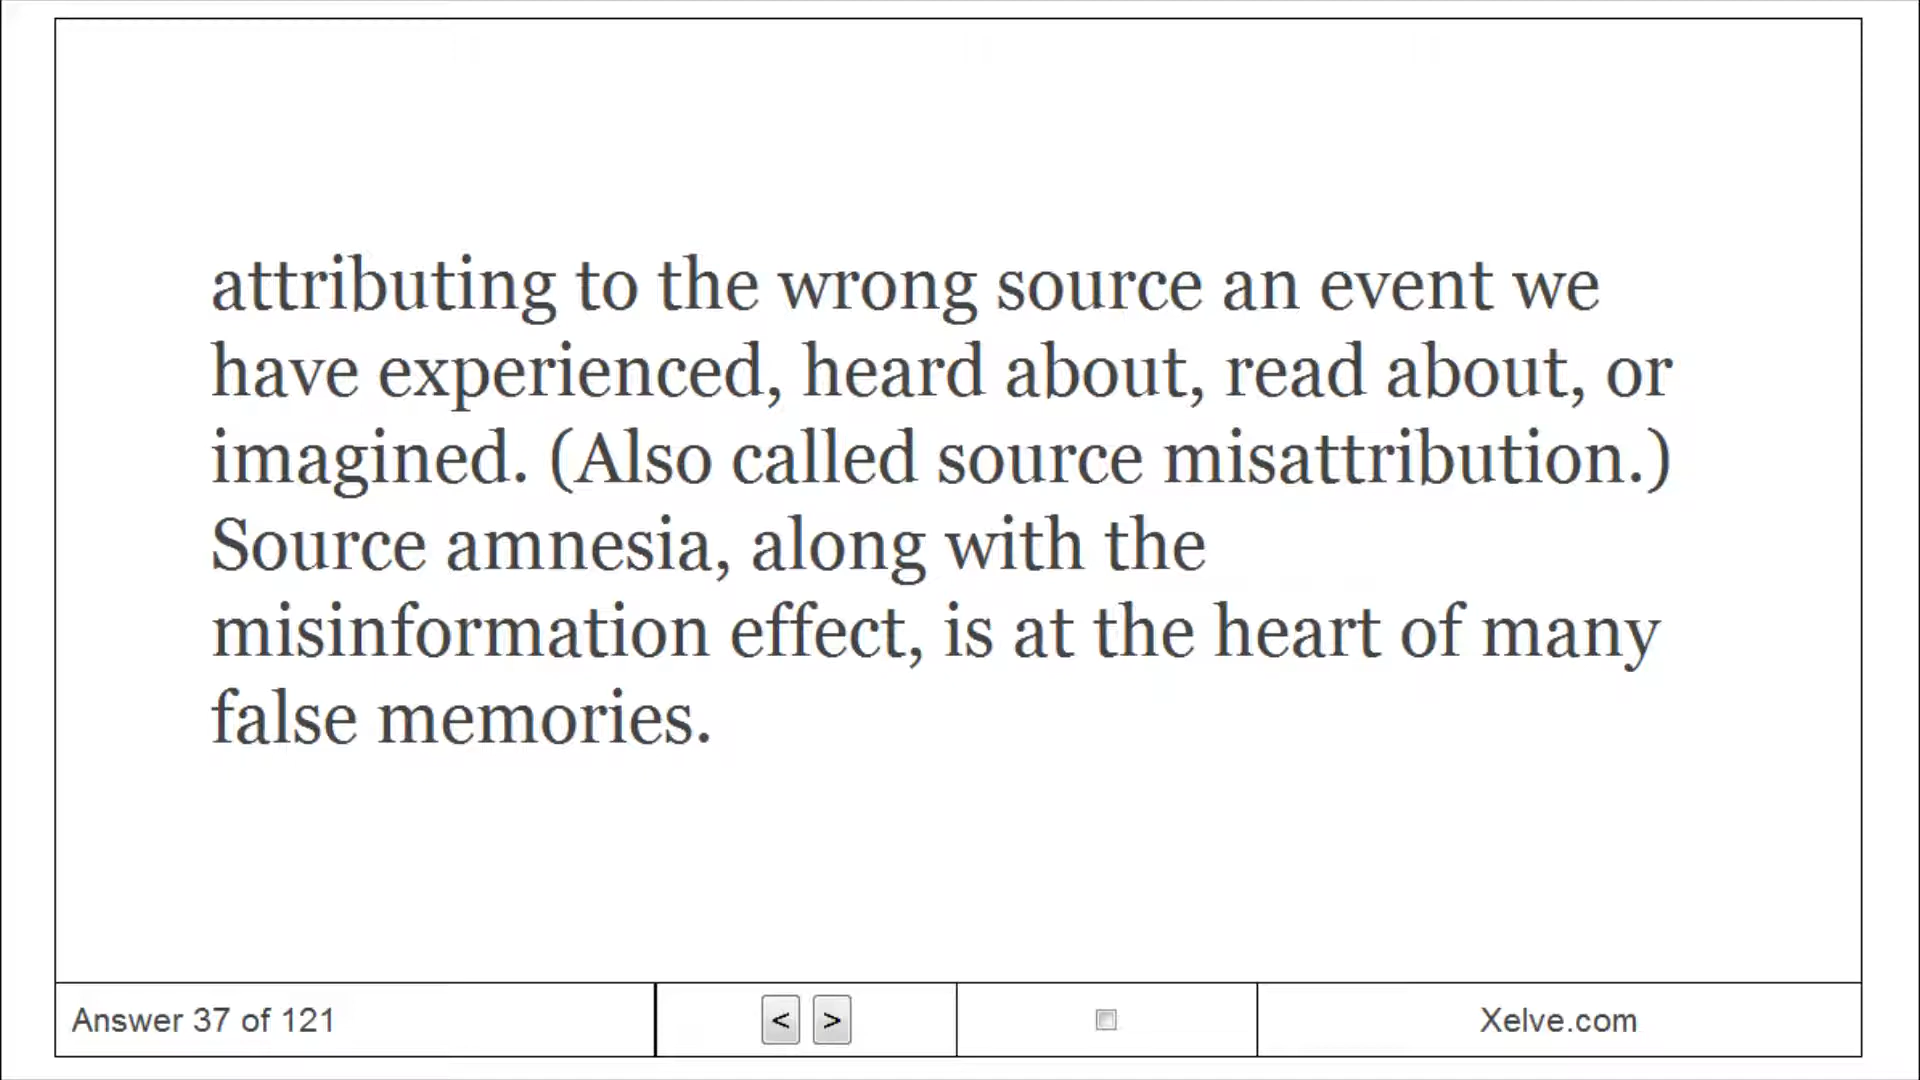 attributing to the wrong source an event we
have experienced, heard about, read about, or
imagined. (Also called source misattribution.)
Source amnesia, along with the
misinformation effect, is at the heart of many
false memories.
Answer 37 of 121
< >
Xelve.com